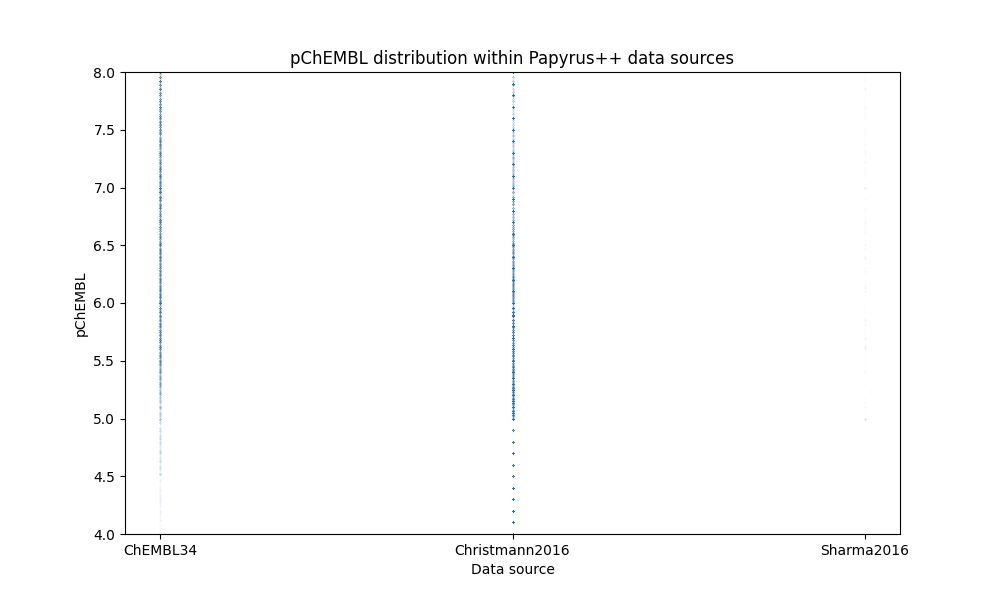 pChEMBL distribution within Papyrus++ data sources
8.0
7.5
7.0
6.5
6.0
5.5
5.0
4.5
4.0
pChEMBL
ChEMBL34
Christmann2016
Sharma2016
Data source